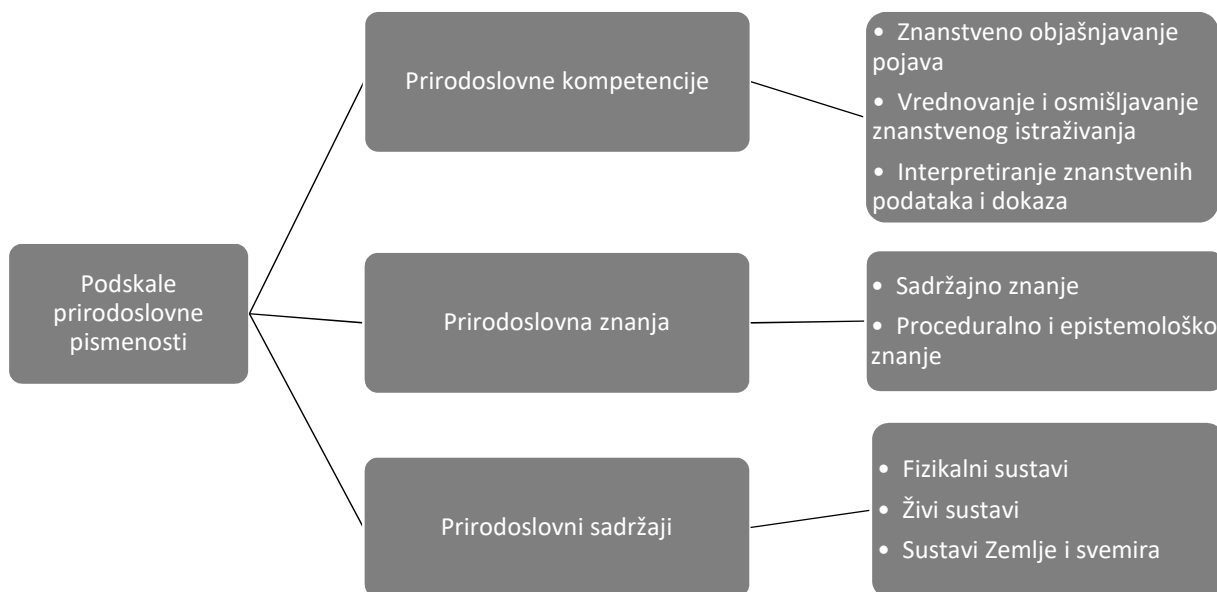 Podskale
prirodoslovne
pismenosti
Prirodoslovne kompetencije
• Znanstveno objašnjavanje
pojava
• Vrednovanje i osmišljavanje
znanstvenog istraživanja
• Interpretiranje znanstvenih
podataka i dokaza
Prirodoslovna znanja
• Sadržajno znanje
• Proceduralno i epistemološko
znanje
Prirodoslovni sadržaji
• Fizikalni sustavi
• Živi sustavi
• Sustavi Zemlje i svemira